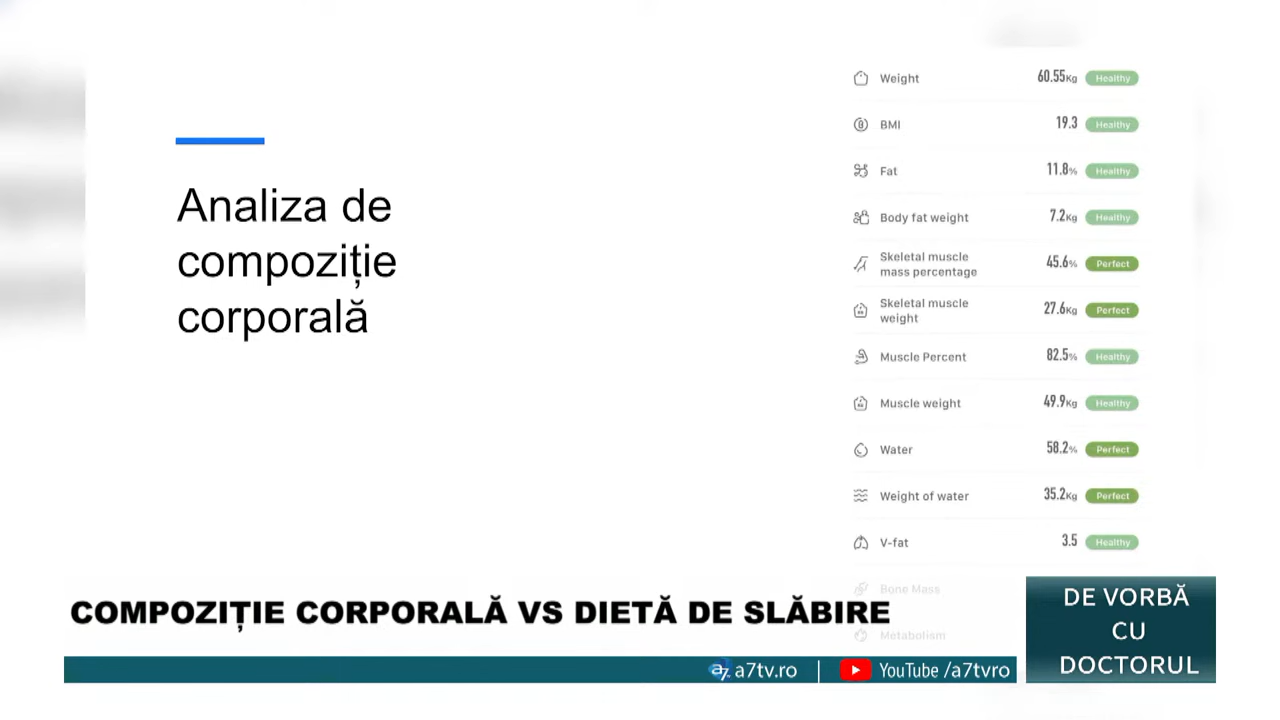 Analiza de
compoziție
corporală
Weight 60.55Kg Healthy
BMI 19.3 Healthy
Fat 11.8% Healthy
Body fat weight 7.2Kg Healthy
Skeletal muscle
mass percentage 45.6% Perfect
Skeletal muscle
weight 27.6Kg Perfect
Muscle Percent 82.5% Healthy
Muscle weight 49.9Kg Healthy
Water 58.2% Perfect
Weight of water 35.2Kg Perfect
V-fat 3.5 Healthy
Bone Mass
Metabolism
COMPOZIȚIE CORPORALĂ VS DIETĂ DE SLĂBIRE
a7 a7tv.ro | YouTube /a7tvro
DE VORBĂ
CU
DOCTORUL